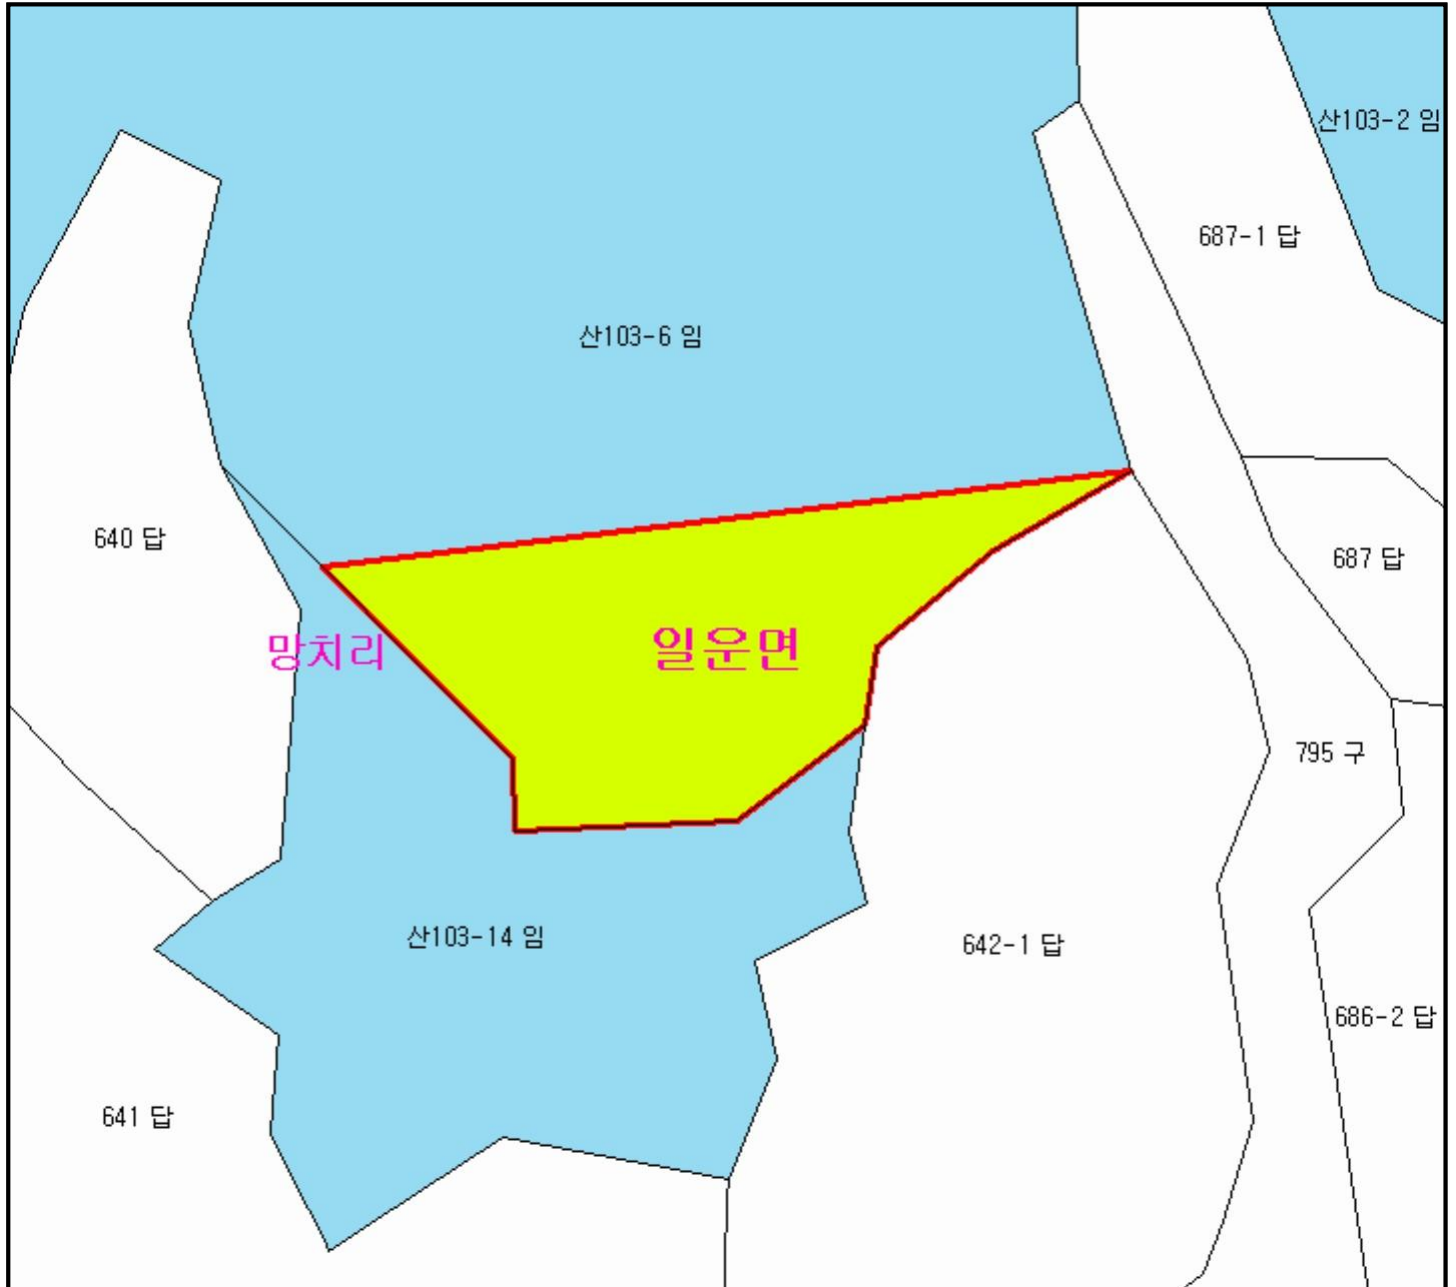 산103-2 임
687-1 답
산103-6 임
640 답
687 답
망치리
일운면
795 구
산103-14 임
642-1 답
686-2 답
641 답